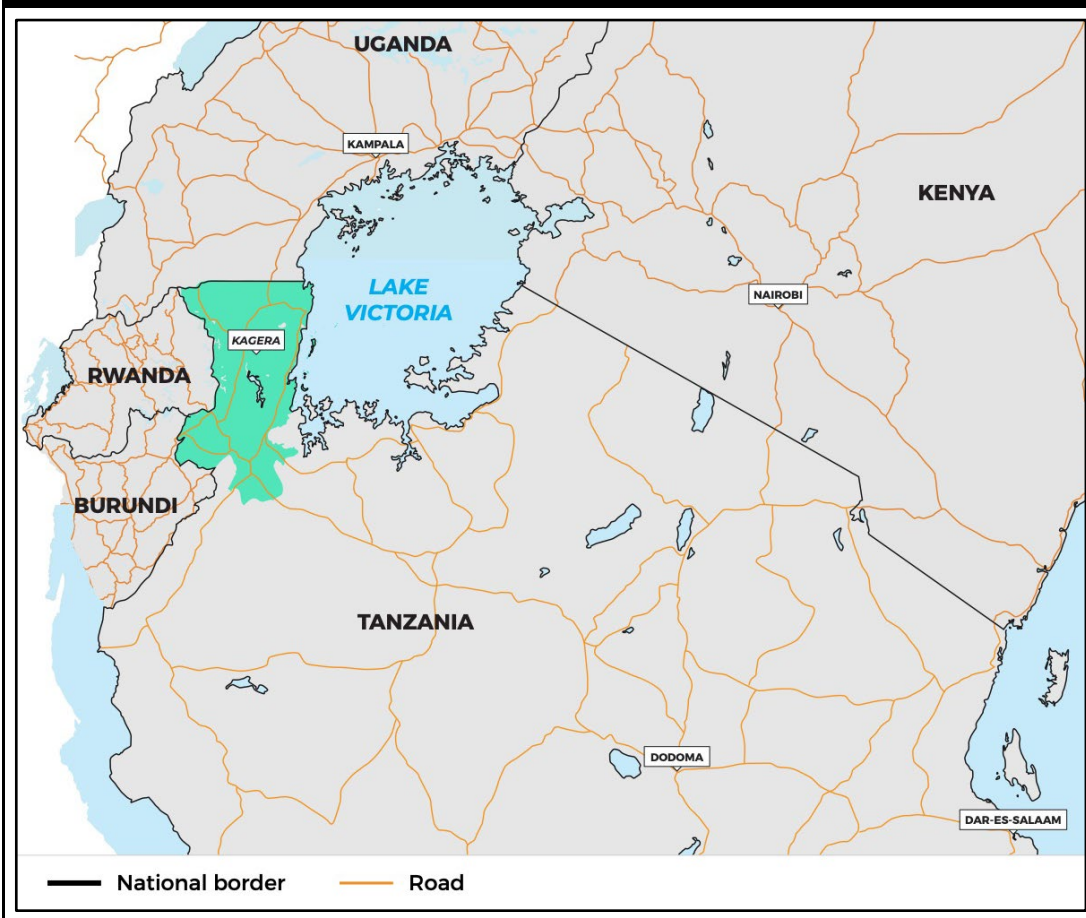 UGANDA
KAMPALA
KENYA
LAKE
VICTORIA
NAIROBI
KAGERA
RWANDA
BURUNDI
TANZANIA
DODOMA
DAR-ES-SALAAM
National border
Road